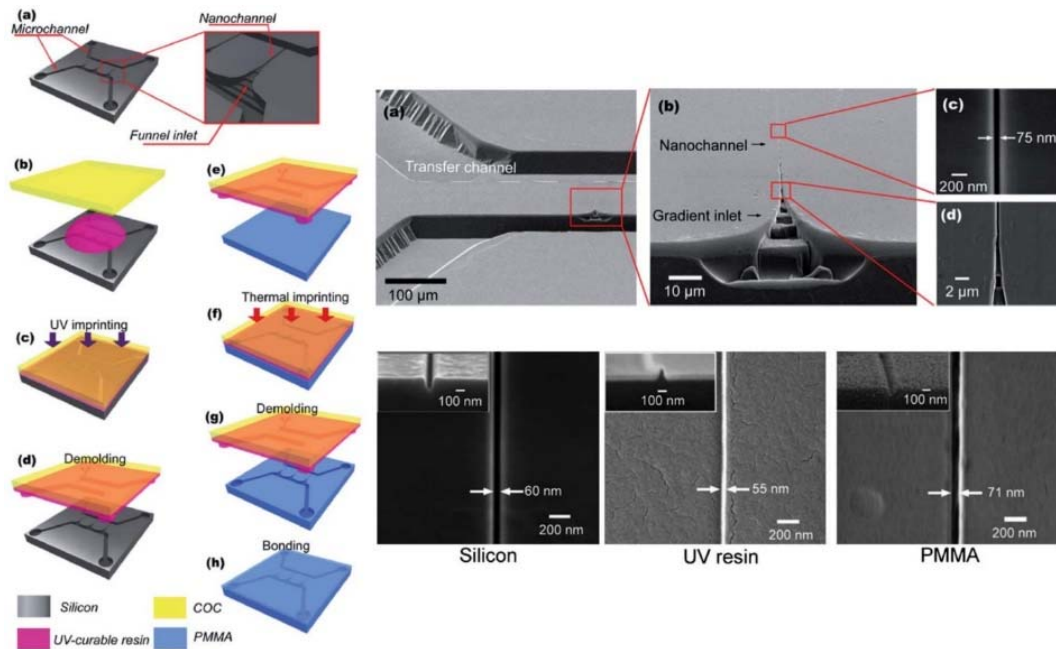 (a)
Microchannel
Nanochannel
Funnel inlet
(b)
(e)
UV imprinting
(c)
Thermal imprinting
(f)
Demolding
(d)
Demolding
(g)
Bonding
(h)
Silicon
COC
UV-curable resin
PMMA
(a)
Transfer channel
100 µm
(b)
Nanochannel
Gradient inlet
10 µm
(c)
75 nm
200 nm
(d)
2 µm
100 nm
60 nm
200 nm
Silicon
100 nm
55 nm
200 nm
UV resin
100 nm
71 nm
200 nm
PMMA